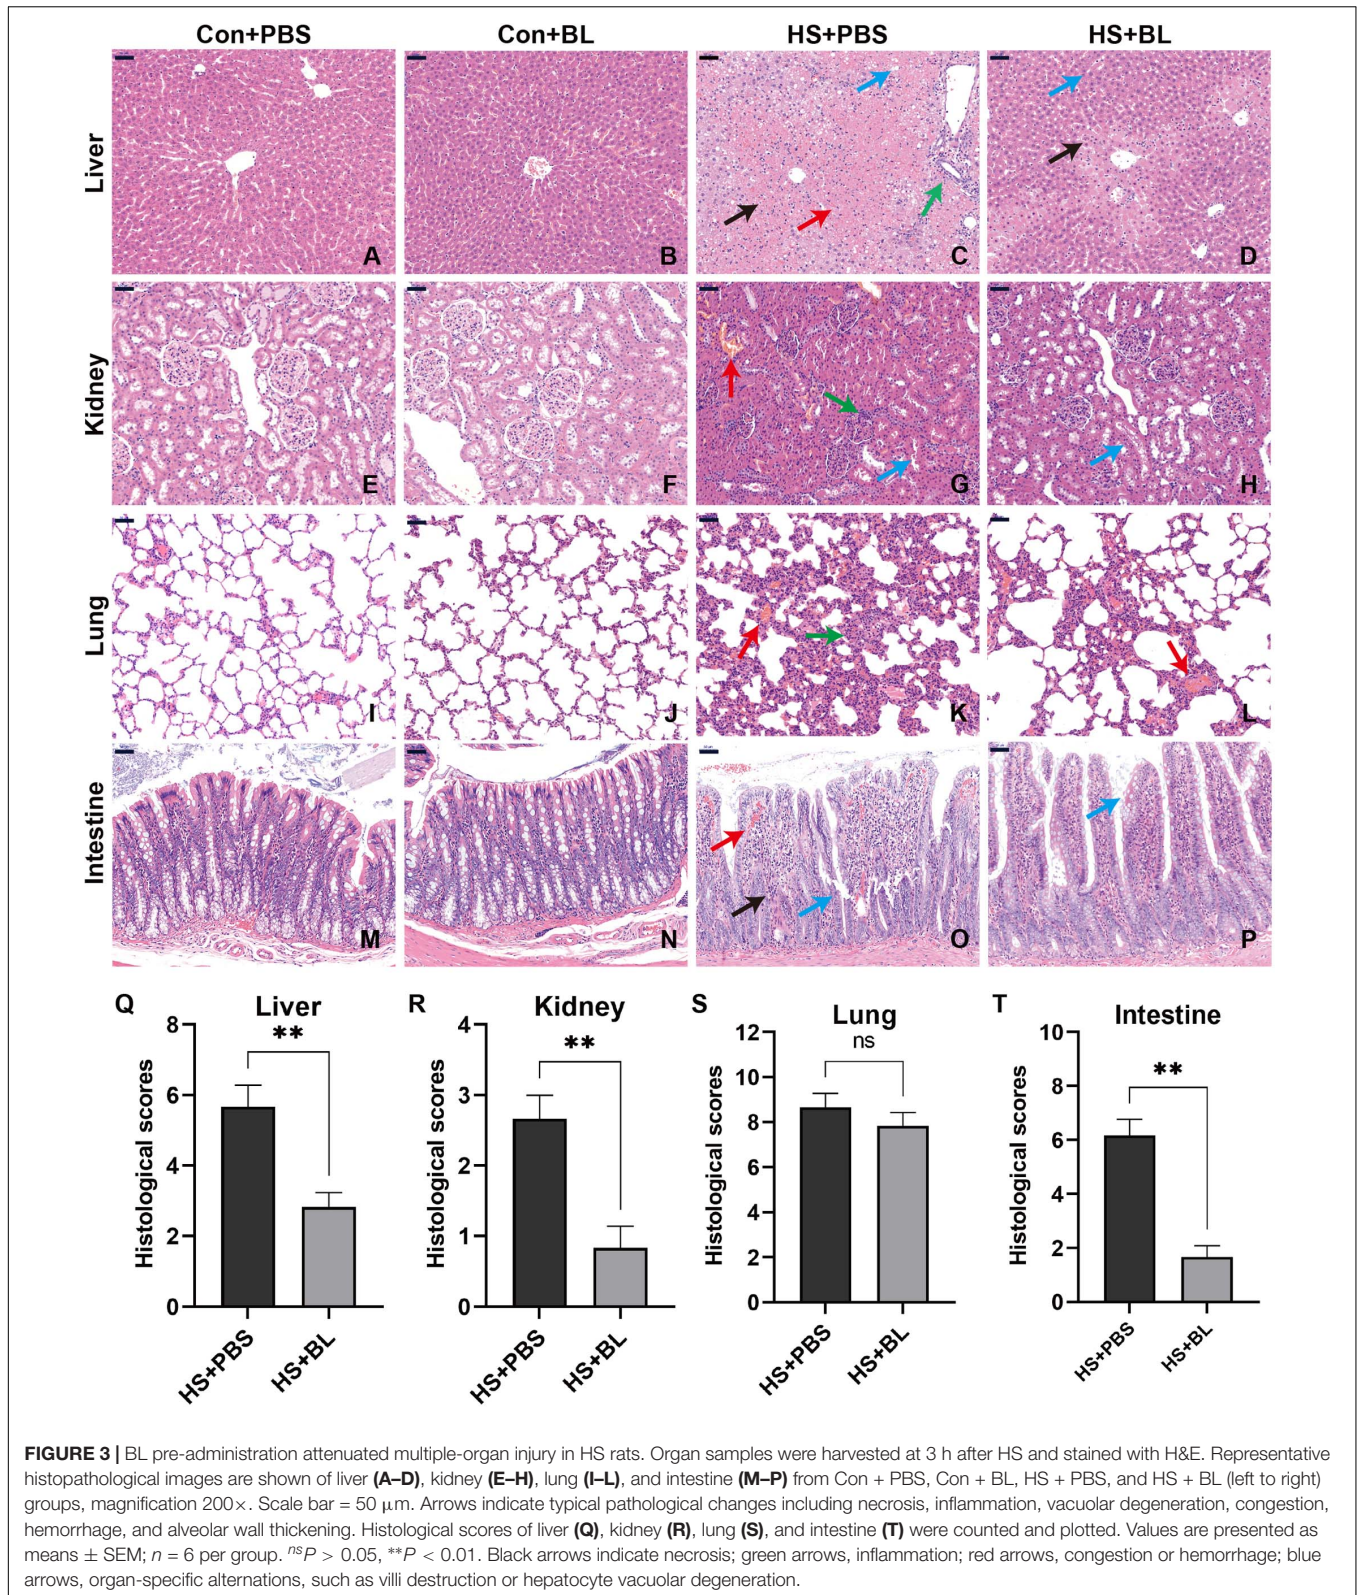 Con+PBS Con+BL HS+PBS HS+BL
Liver
A B C D
Kidney
E F G H
Lung
I J K L
Intestine
M N O P
Q Liver
Histological scores
8
6
4
2
0
**
HS+PBS HS+BL
R Kidney
Histological scores
4
3
2
1
0
**
HS+PBS HS+BL
S Lung
Histological scores
12
10
8
6
4
2
0
ns
HS+PBS HS+BL
T Intestine
Histological scores
10
8
6
4
2
0
**
HS+PBS HS+BL
FIGURE 3 | BL pre-administration attenuated multiple-organ injury in HS rats. Organ samples were harvested at 3 h after HS and stained with H&E. Representative
histopathological images are shown of liver (A–D), kidney (E–H), lung (I–L), and intestine (M–P) from Con + PBS, Con + BL, HS + PBS, and HS + BL (left to right)
groups, magnification 200×. Scale bar = 50 μm. Arrows indicate typical pathological changes including necrosis, inflammation, vacuolar degeneration, congestion,
hemorrhage, and alveolar wall thickening. Histological scores of liver (Q), kidney (R), lung (S), and intestine (T) were counted and plotted. Values are presented as
means ± SEM; n = 6 per group. nsP > 0.05, **P < 0.01. Black arrows indicate necrosis; green arrows, inflammation; red arrows, congestion or hemorrhage; blue
arrows, organ-specific alternations, such as villi destruction or hepatocyte vacuolar degeneration.